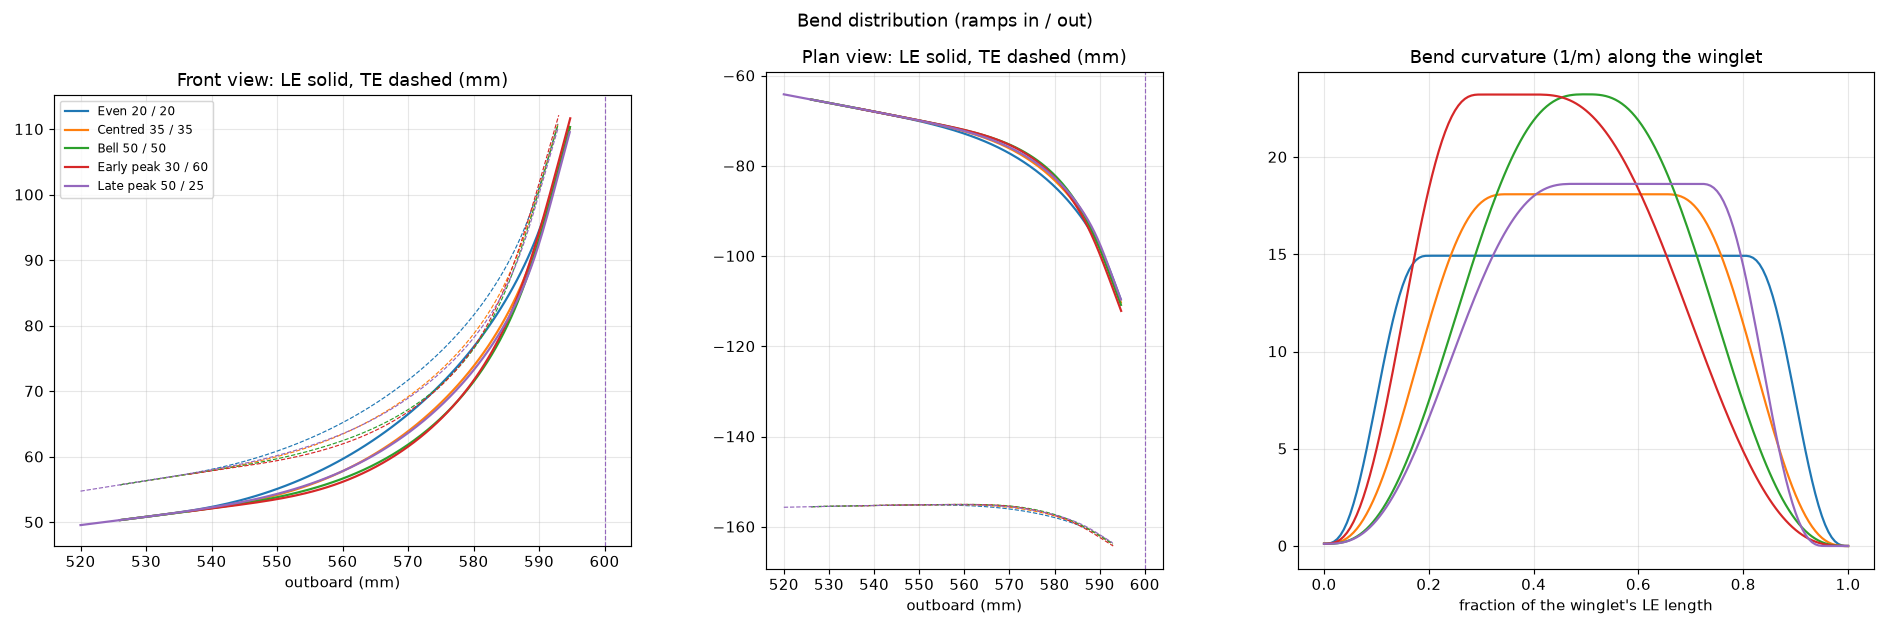 Bend distribution (ramps in / out)
Front view: LE solid, TE dashed (mm)
Even 20 / 20
Centred 35 / 35
Bell 50 / 50
Early peak 30 / 60
Late peak 50 / 25
110
100
90
80
70
60
50
520 530 540 550 560 570 580 590 600
outboard (mm)
Plan view: LE solid, TE dashed (mm)
−60
−80
−100
−120
−140
−160
520 530 540 550 560 570 580 590 600
outboard (mm)
Bend curvature (1/m) along the winglet
20
15
10
5
0
0.0 0.2 0.4 0.6 0.8 1.0
fraction of the winglet's LE length